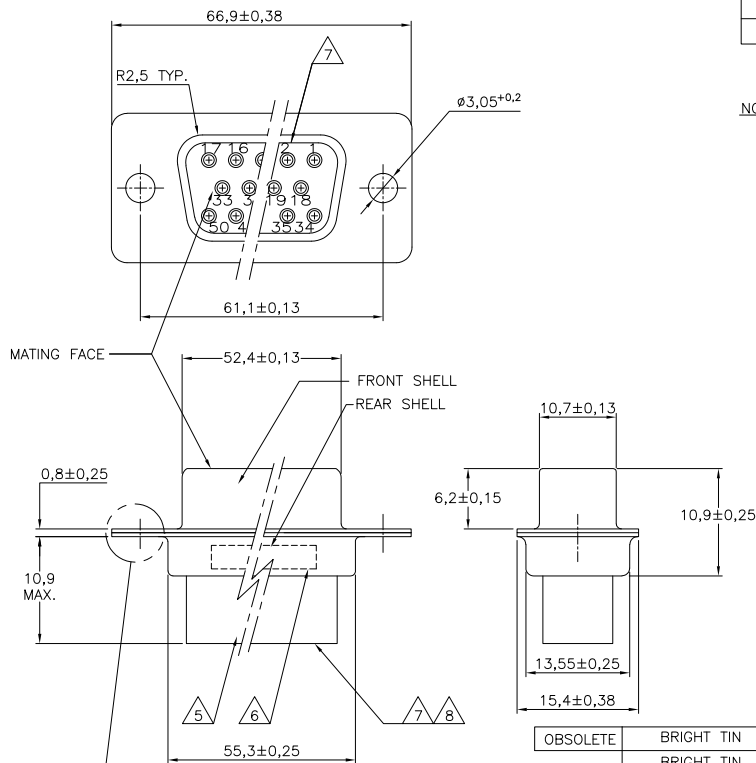 66,9±0,38
7
R2,5 TYP.
ø3,05+0,2
NO
17 16 2 1
33 3 19 18
50 4 35 34
61,1±0,13
MATING FACE
52,4±0,13
FRONT SHELL
REAR SHELL
10,7±0,13
0,8±0,25
6,2±0,15
10,9±0,25
10,9
MAX.
13,55±0,25
5 6 7 8
15,4±0,38
55,3±0,25
OBSOLETE BRIGHT TIN
BRIGHT TIN